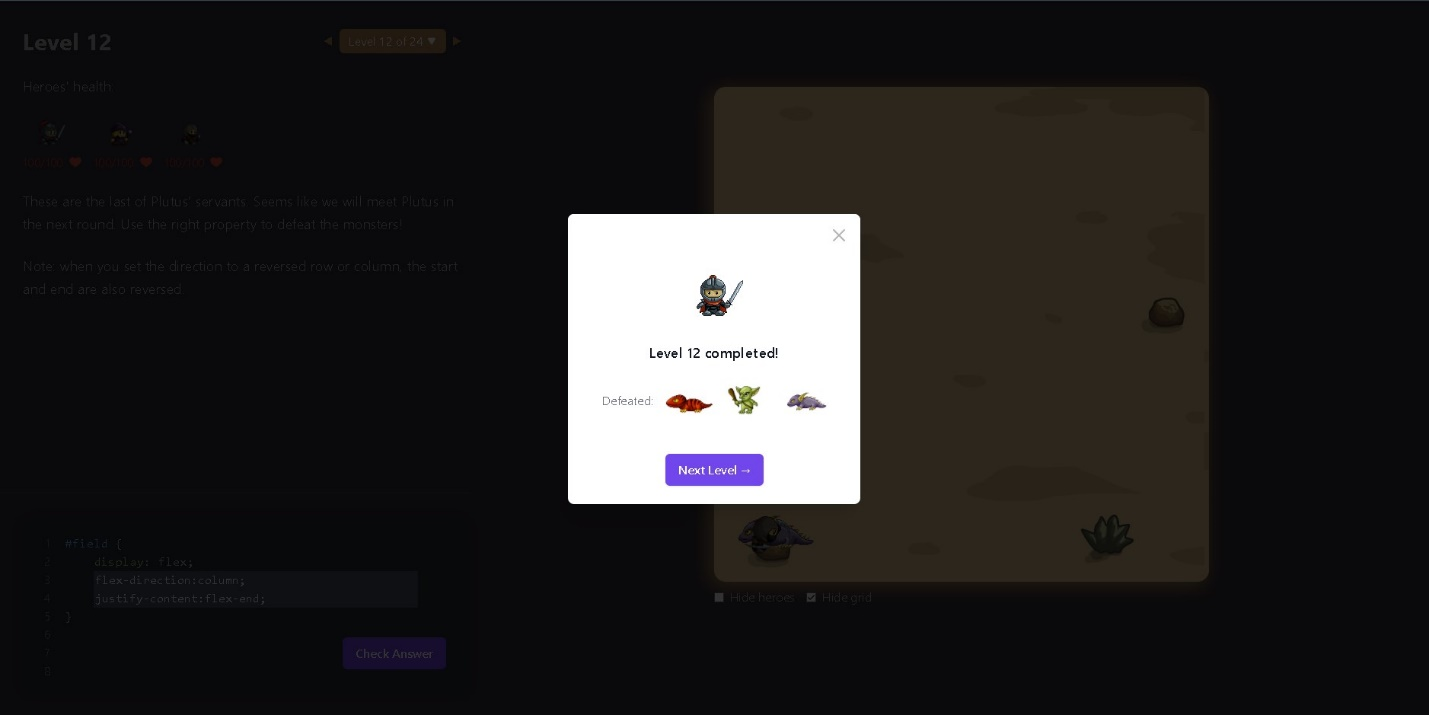 Level 12
Level 12 of 24 ▼
Heroes' health
100/100 100/100 100/100
These are the last of Plutus' servants. Seems like we will meet Plutus in
the next round. Use the right property to defeat the monsters!
Note: when you set the direction to a reversed row or column, the start
and end are also reversed.
Level 12 completed!
Defeated:
Next Level →
1 #field {
2 display: flex;
3 flex-direction:column;
4 justify-content:flex-end;
5 }
6
7
8
Check Answer
Hide heroes Hide grid